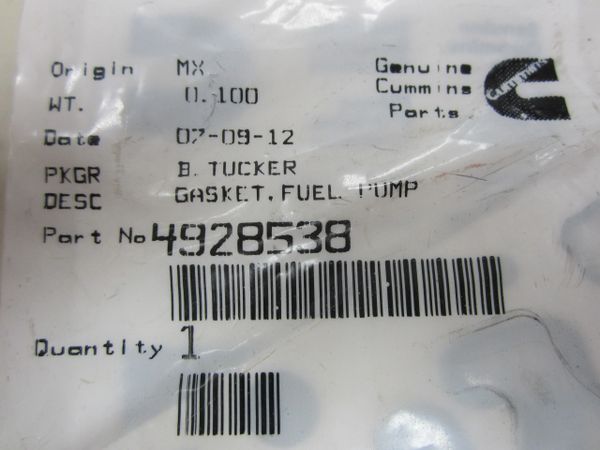 Origin MX
WT. 0.100
Date 07-09-12
PKGR B. TUCKER
DESC GASKET, FUEL PUMP
Part No 4928538
Quantity 1
Genuine
Cummins
Parts
Cummins